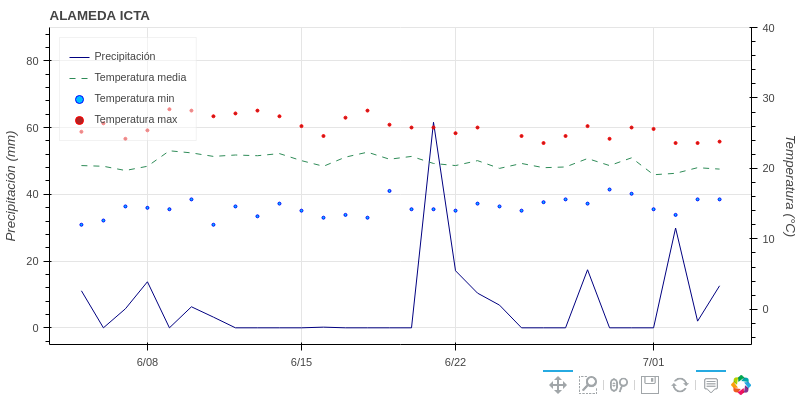 ALAMEDA ICTA
Precipitación
Temperatura media
Temperatura min
Temperatura max
Precipitación (mm)
80
60
40
20
0
Temperatura (°C)
40
30
20
10
0
6/08
6/15
6/22
7/01